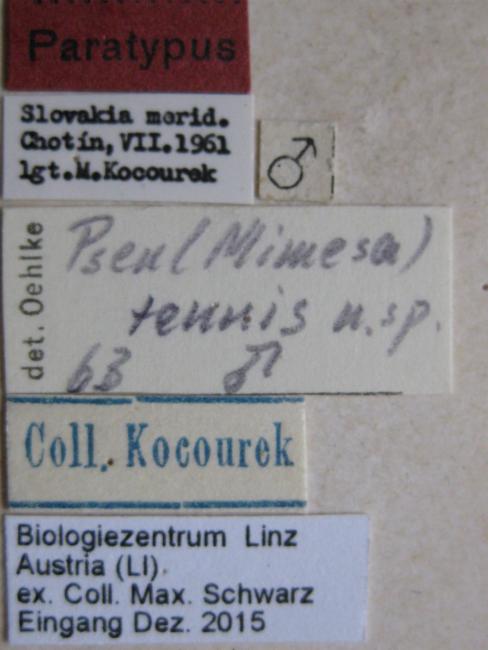 Paratypus
Slovakia merid.
Chotín, VII.1961
lgt.M.Kocourek
♂
det. Oehlke
Psen (Mimesa)
tennis n.sp.
63 ♂
Coll. Kocourek
Biologiezentrum Linz
Austria (LI)
ex. Coll. Max. Schwarz
Eingang Dez. 2015